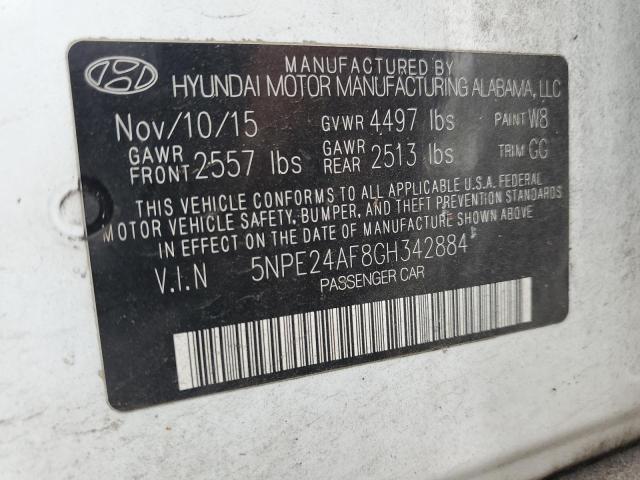 MANUFACTURED BY
HYUNDAI MOTOR MANUFACTURING ALABAMA, LLC
Nov/10/15 GVWR 4497 lbs PAINT W8
GAWR FRONT 2557 lbs GAWR REAR 2513 lbs TRIM GG
THIS VEHICLE CONFORMS TO ALL APPLICABLE U.S.A. FEDERAL
MOTOR VEHICLE SAFETY, BUMPER, AND THEFT PREVENTION STANDARDS
IN EFFECT ON THE DATE OF MANUFACTURE SHOWN ABOVE
V.I.N 5NPE24AF8GH342884
PASSENGER CAR